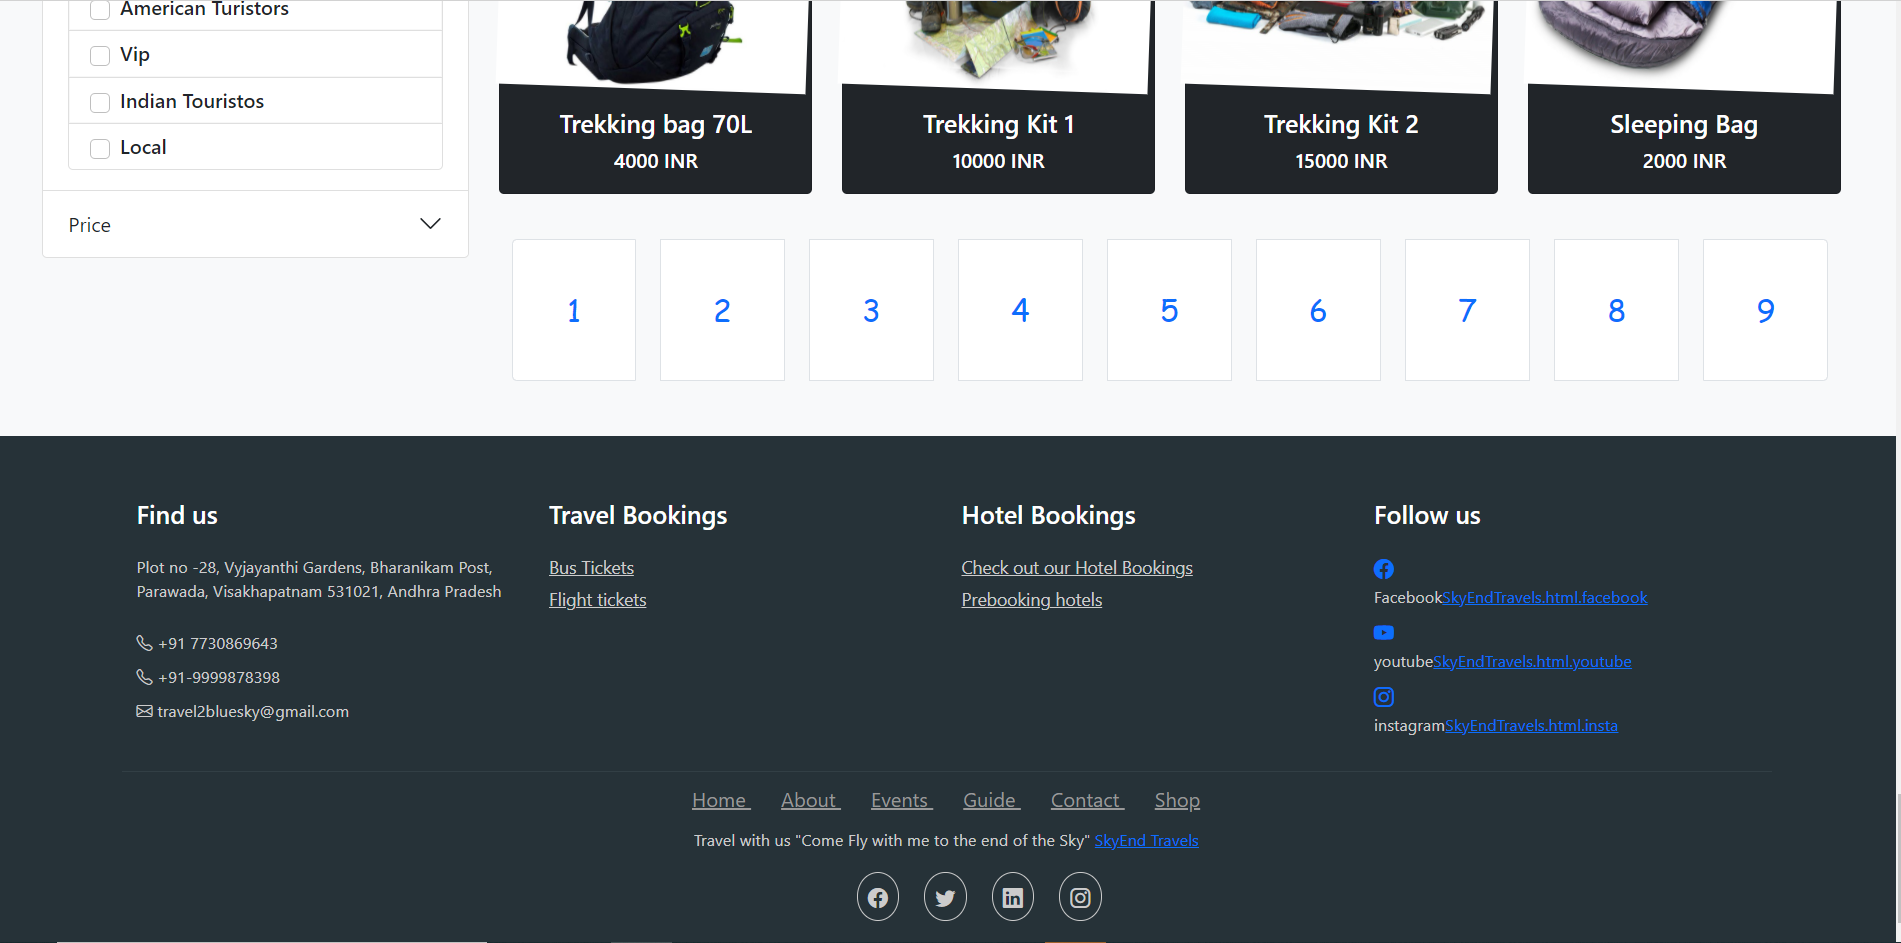 American Turistors
Vip
Indian Touristos
Local
Price
Trekking bag 70L
4000 INR
Trekking Kit 1
10000 INR
Trekking Kit 2
15000 INR
Sleeping Bag
2000 INR
1 2 3 4 5 6 7 8 9
Find us
Plot no -28, Vyjayanthi Gardens, Bharanikam Post,
Parawada, Visakhapatnam 531021, Andhra Pradesh
+91 7730869643
+91-9999878398
travel2bluesky@gmail.com
Travel Bookings
Bus Tickets
Flight tickets
Hotel Bookings
Check out our Hotel Bookings
Prebooking hotels
Follow us
FacebookSkyEndTravels.html.facebook
youtubeSkyEndTravels.html.youtube
instagramSkyEndTravels.html.insta
Home About Events Guide Contact Shop
Travel with us "Come Fly with me to the end of the Sky" SkyEnd Travels